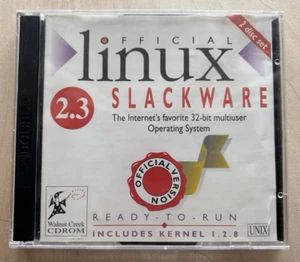 OFFICIAL
2 disc set
linux
2.3
SLACKWARE
The Internet's favorite 32-bit multiuser
Operating System
OFFICIAL VERSION
READY-TO-RUN
Walnut Creek
CDROM
INCLUDES KERNEL 1.2.8
UNIX